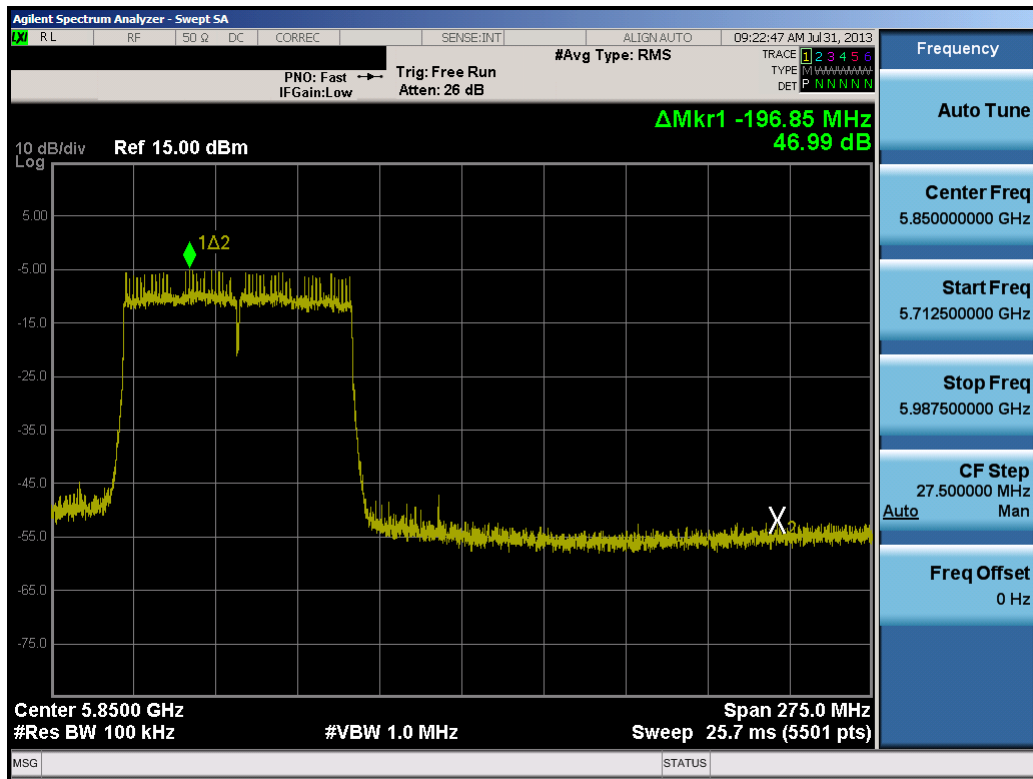 Agilent Spectrum Analyzer - Swept SA
LXI RL RF 50 Ω DC CORREC SENSE:INT ALIGN AUTO 09:22:47 AM Jul 31, 2013
PNO: Fast
IFGain:Low
Trig: Free Run
Atten: 26 dB
#Avg Type: RMS
TRACE 1 2 3 4 5 6
TYPE M W W W W W
DET P N N N N N
ΔMkr1 -196.85 MHz
46.99 dB
10 dB/div Ref 15.00 dBm
Log
5.00
-5.00
-15.0
-25.0
-35.0
-45.0
-55.0
-65.0
-75.0
1Δ2
X2
Center 5.8500 GHz Span 275.0 MHz
#Res BW 100 kHz #VBW 1.0 MHz Sweep 25.7 ms (5501 pts)
MSG STATUS
Frequency
Auto Tune
Center Freq
5.850000000 GHz
Start Freq
5.712500000 GHz
Stop Freq
5.987500000 GHz
CF Step
27.500000 MHz
Auto Man
Freq Offset
0 Hz